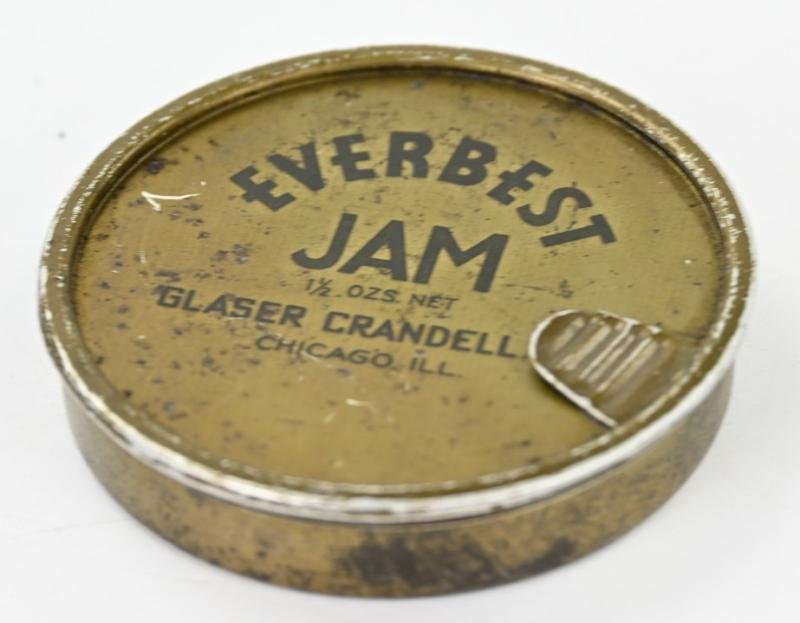 EVERBEST
JAM
1½ OZS. NET
GLASER CRANDELL.
CHICAGO, ILL.